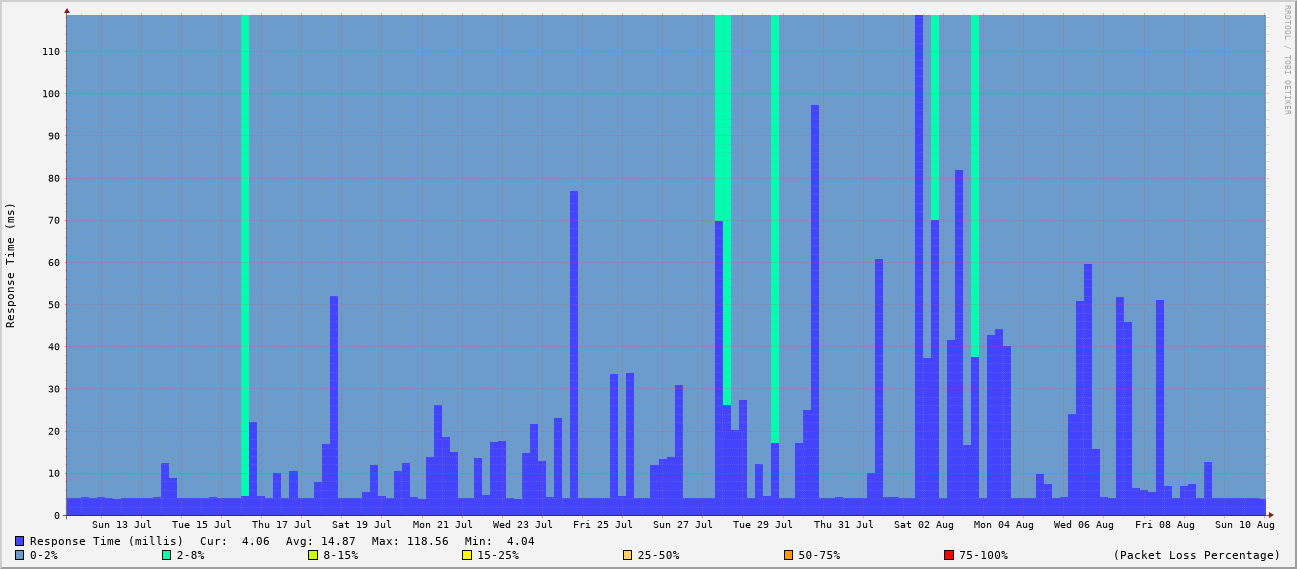 RRDTOOL / TOBI OETIKER
Response Time (ms)
110
100
90
80
70
60
50
40
30
20
10
0
Sun 13 Jul Tue 15 Jul Thu 17 Jul Sat 19 Jul Mon 21 Jul Wed 23 Jul Fri 25 Jul Sun 27 Jul Tue 29 Jul Thu 31 Jul Sat 02 Aug Mon 04 Aug Wed 06 Aug Fri 08 Aug Sun 10 Aug
Response Time (millis) Cur: 4.06 Avg: 14.87 Max: 118.56 Min: 4.04
0-2% 2-8% 8-15% 15-25% 25-50% 50-75% 75-100% (Packet Loss Percentage)